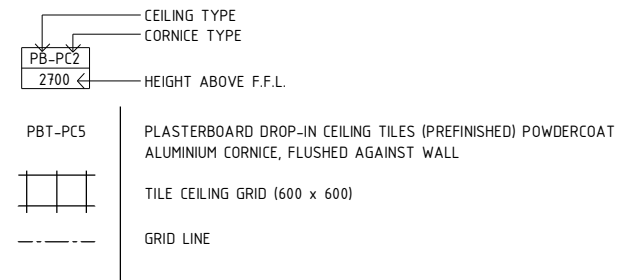 CEILING TYPE
CORNICE TYPE
PB-PC2
2700
HEIGHT ABOVE F.F.L.
PBT-PC5
PLASTERBOARD DROP-IN CEILING TILES (PREFINISHED) POWDERCOAT
ALUMINIUM CORNICE, FLUSHED AGAINST WALL
TILE CEILING GRID (600 x 600)
GRID LINE